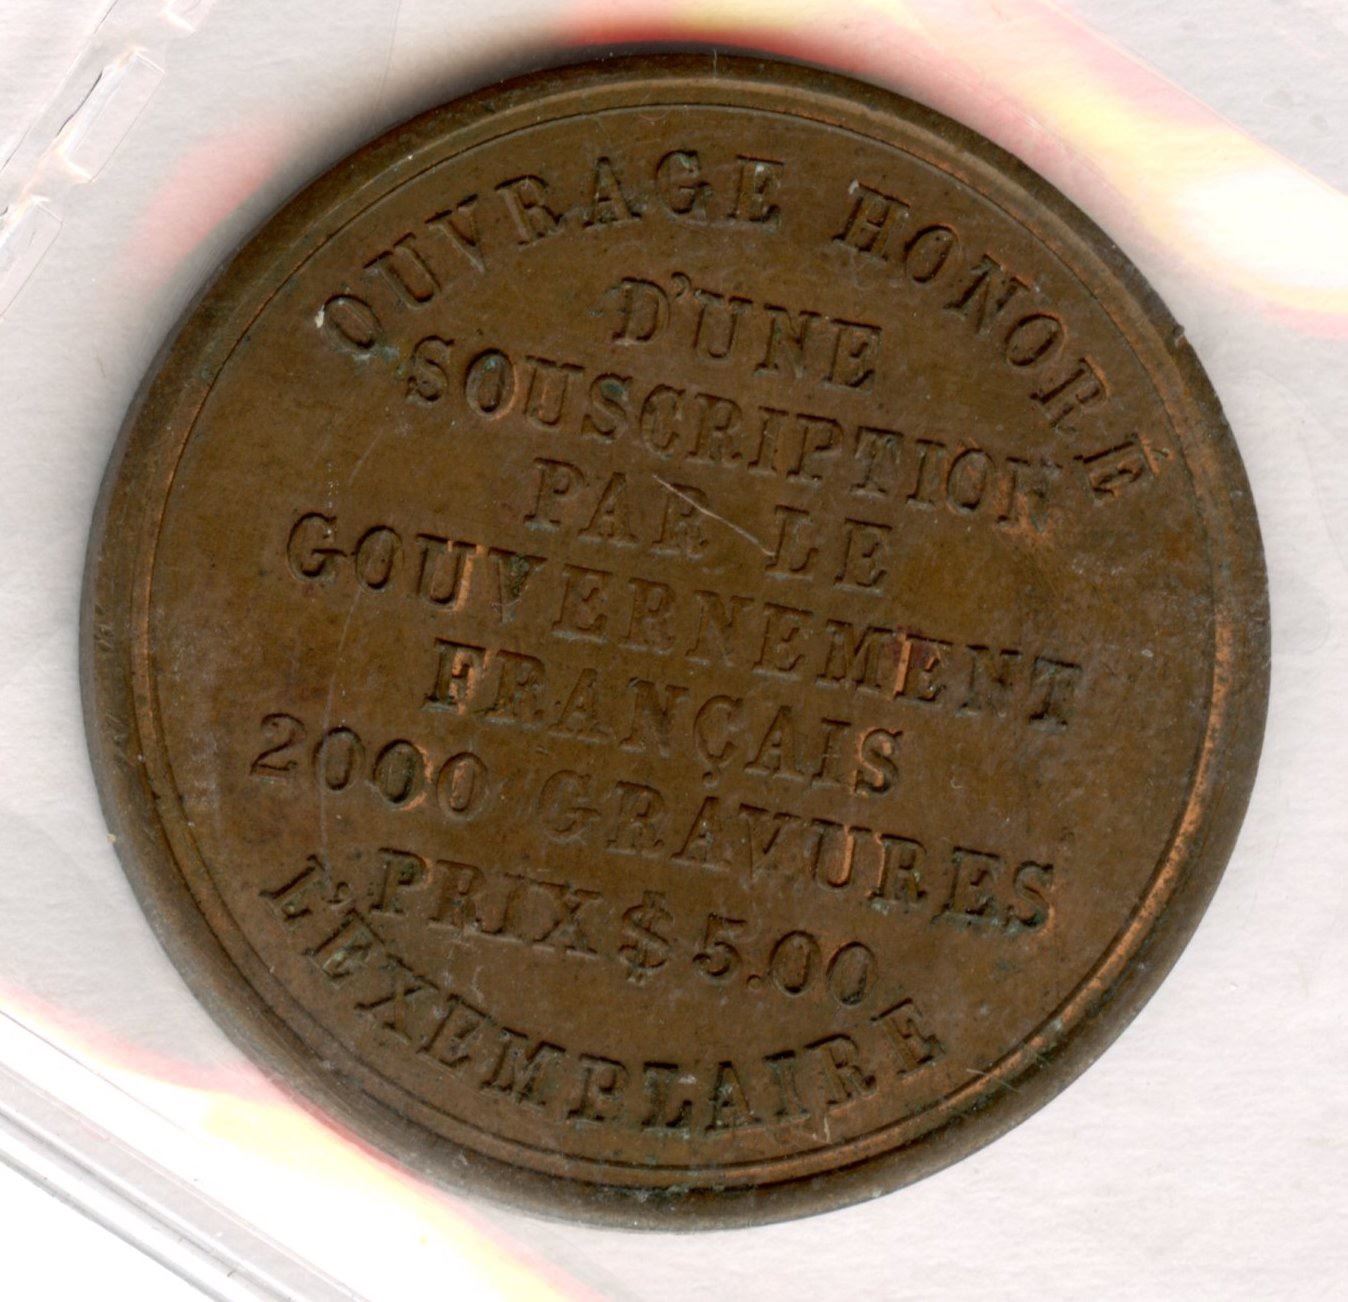 OUVRAGE HONORÉ
D'UNE
SOUSCRIPTION
PAR LE
GOUVERNEMENT
FRANÇAIS
2000 GRAVURES
PRIX $ 5.00
L'EXEMPLAIRE